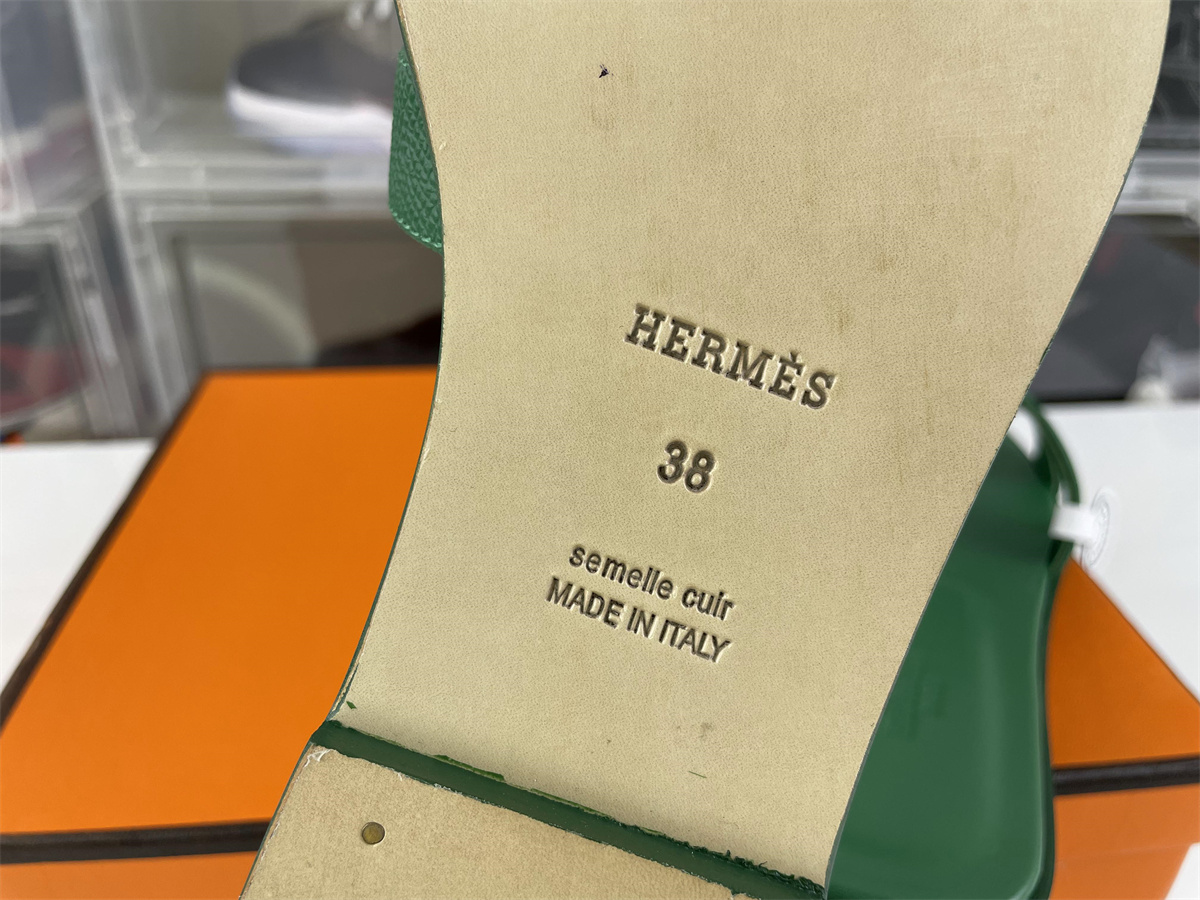 HERMÈS
38
semelle cuir
MADE IN ITALY